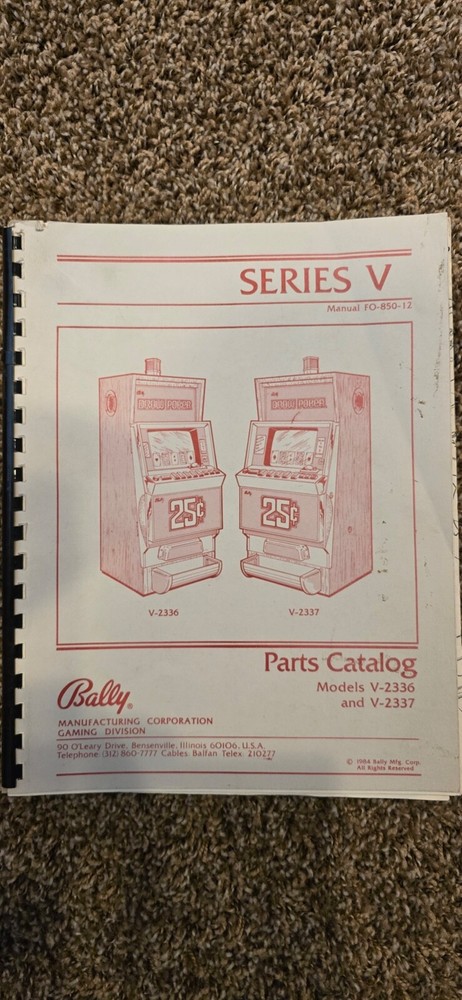 SERIES V
Manual FO-850-12
DRAW POKER
DRAW POKER
25¢
25¢
V-2336
V-2337
Parts Catalog
Models V-2336
and V-2337
Bally®
MANUFACTURING CORPORATION
GAMING DIVISION
90 O'Leary Drive, Bensenville, Illinois 60106, U.S.A.
Telephone: (312) 860-7777 Cables: Balfan Telex: 210277
© 1984 Bally Mfg. Corp.
All Rights Reserved